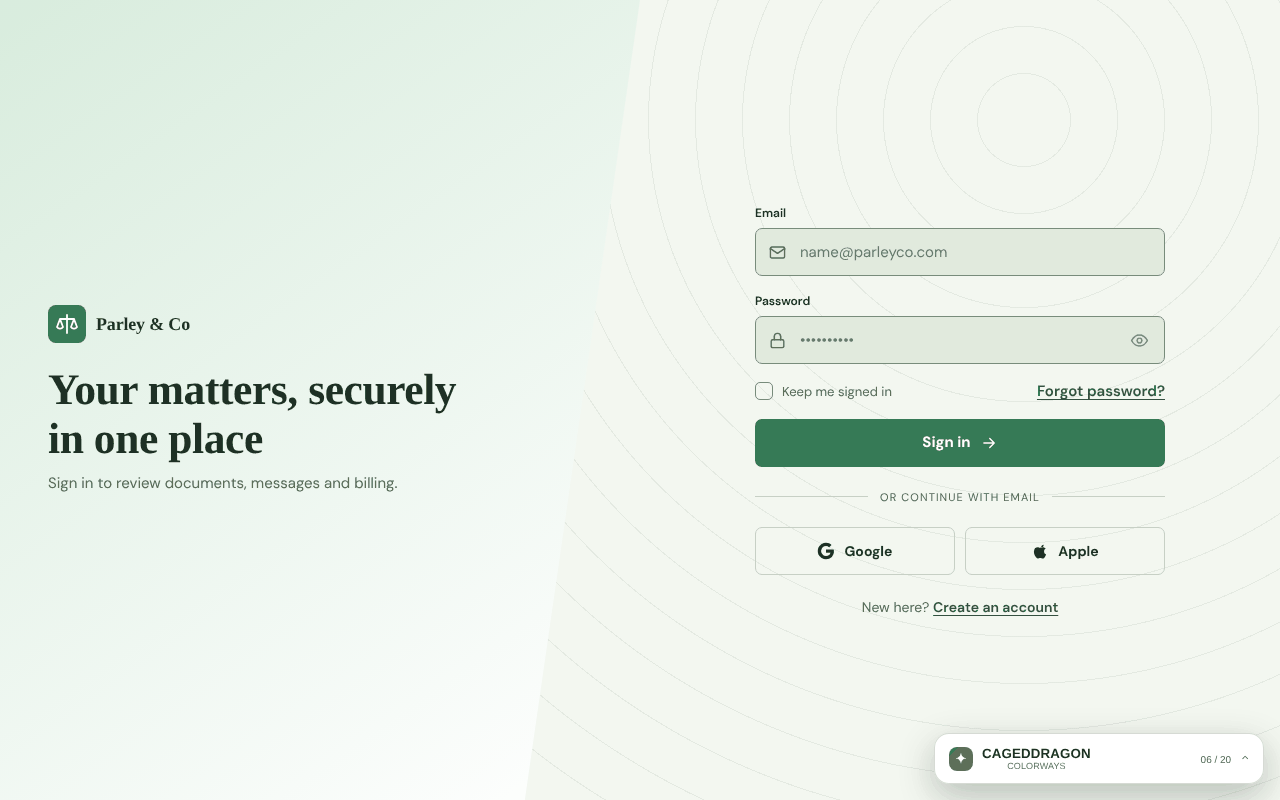 Parley & Co
Your matters, securely
in one place
Sign in to review documents, messages and billing.
Email
name@parleyco.com
Password
••••••••••
Keep me signed in
Forgot password?
Sign in
OR CONTINUE WITH EMAIL
Google
Apple
New here? Create an account
CAGEDDRAGON
COLORWAYS
06 / 20